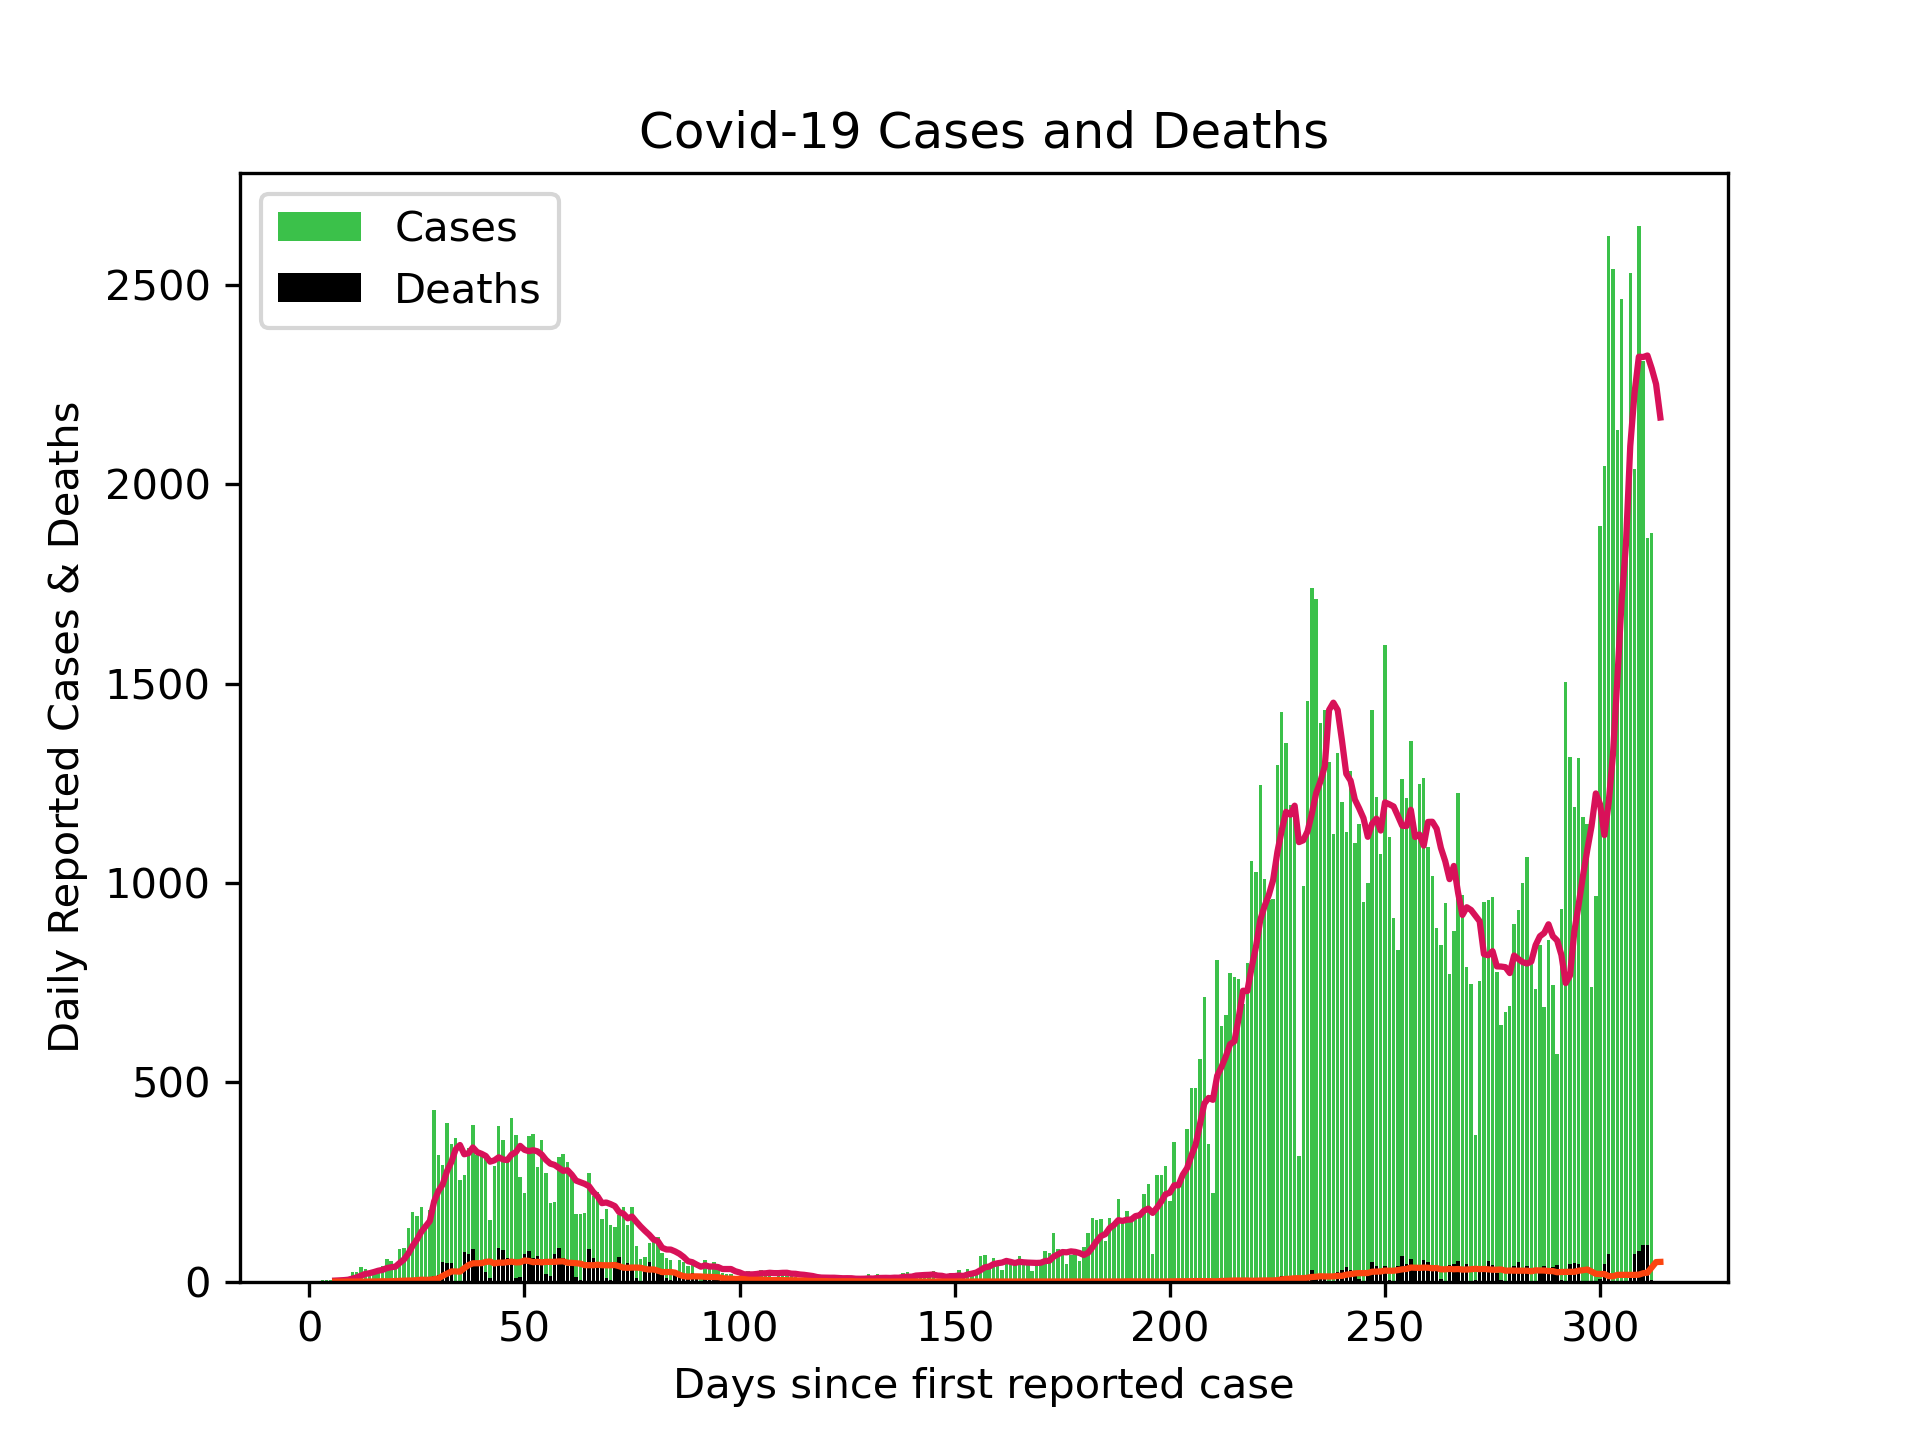 Covid-19 Cases and Deaths
Cases
Deaths
Daily Reported Cases & Deaths
2500
2000
1500
1000
500
0
0 50 100 150 200 250 300
Days since first reported case